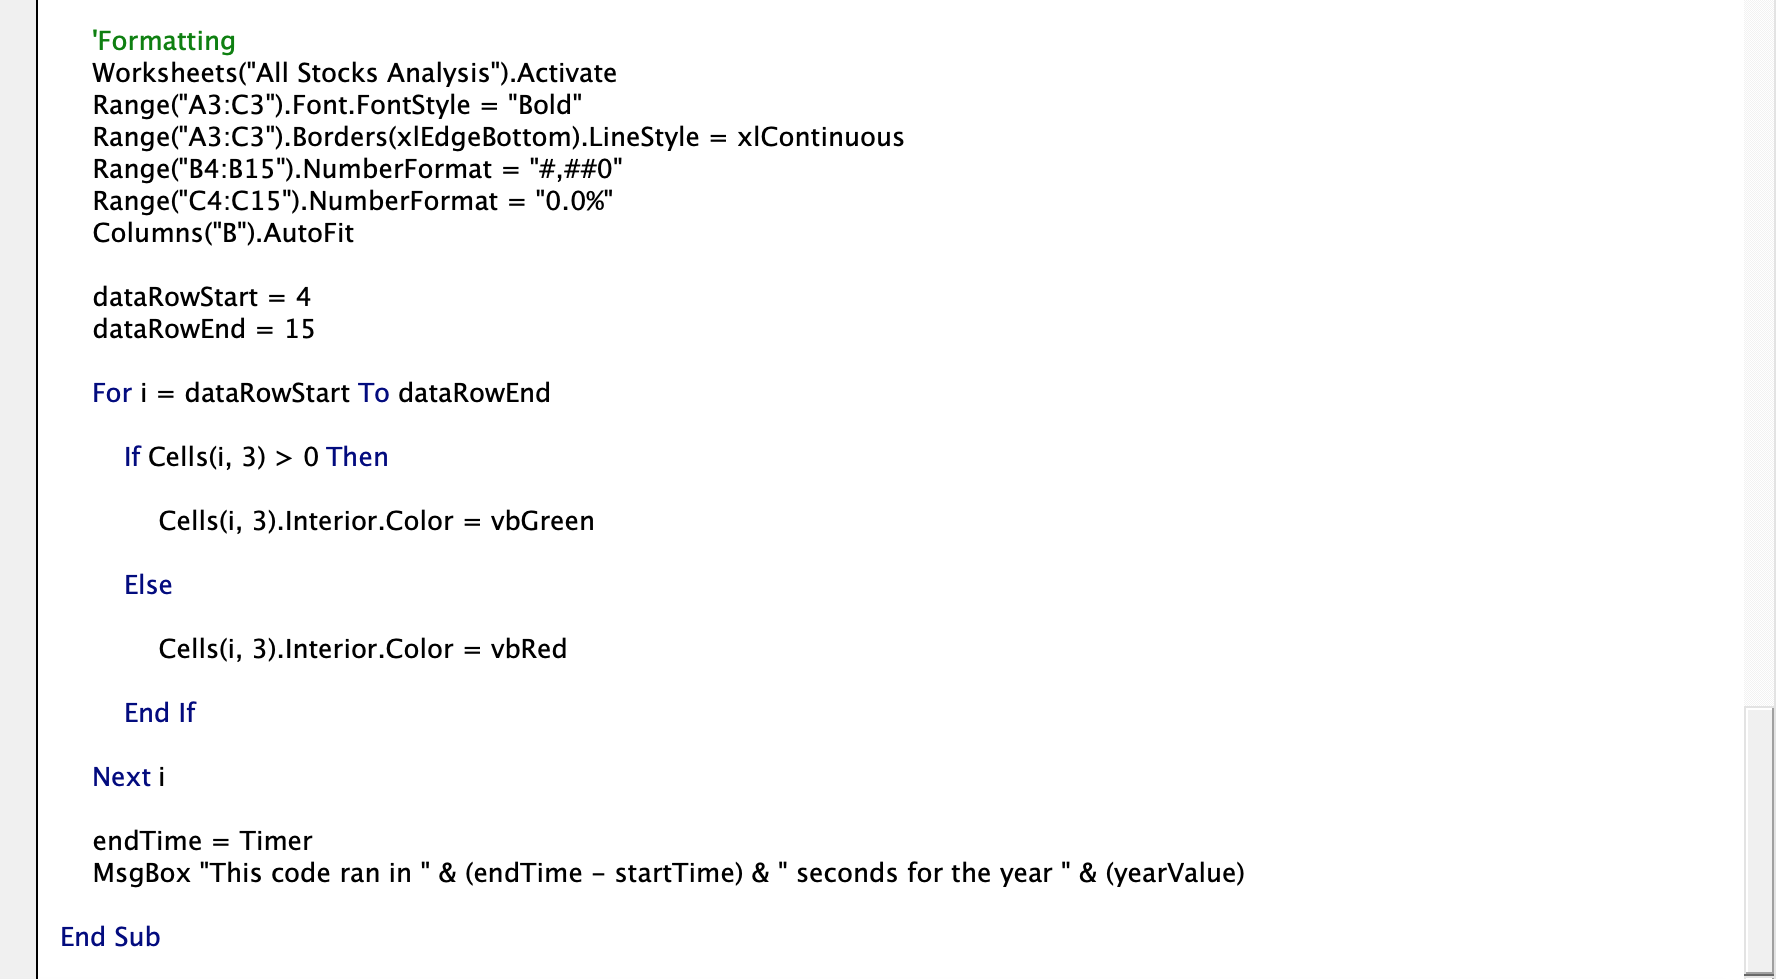 'Formatting
Worksheets("All Stocks Analysis").Activate
Range("A3:C3").Font.FontStyle = "Bold"
Range("A3:C3").Borders(xlEdgeBottom).LineStyle = xlContinuous
Range("B4:B15").NumberFormat = "#,##0"
Range("C4:C15").NumberFormat = "0.0%"
Columns("B").AutoFit
dataRowStart = 4
dataRowEnd = 15
For i = dataRowStart To dataRowEnd
If Cells(i, 3) > 0 Then
Cells(i, 3).Interior.Color = vbGreen
Else
Cells(i, 3).Interior.Color = vbRed
End If
Next i
endTime = Timer
MsgBox "This code ran in " & (endTime - startTime) & " seconds for the year " & (yearValue)
End Sub